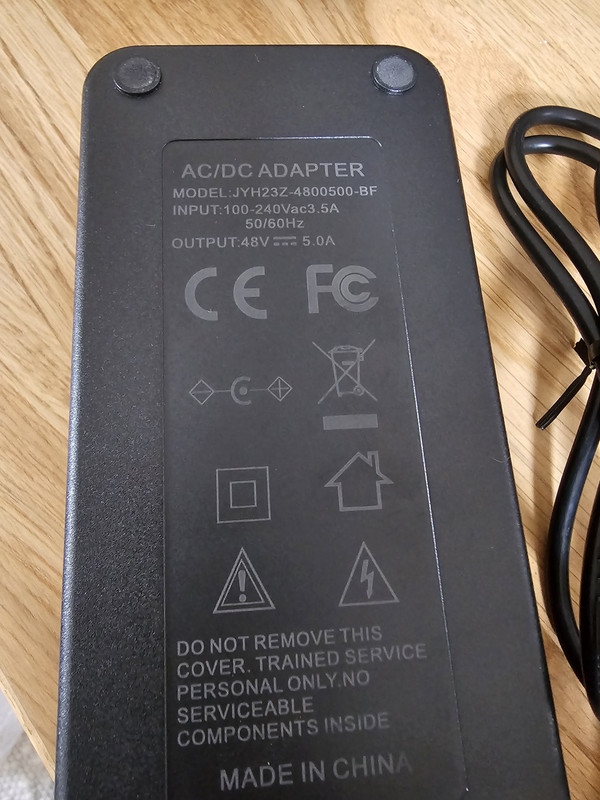 AC/DC ADAPTER
MODEL:JYH23Z-4800500-BF
INPUT:100-240Vac3.5A
50/60Hz
OUTPUT:48V⎓5.0A
CE FC
DO NOT REMOVE THIS
COVER. TRAINED SERVICE
PERSONAL ONLY.NO
SERVICEABLE
COMPONENTS INSIDE
MADE IN CHINA